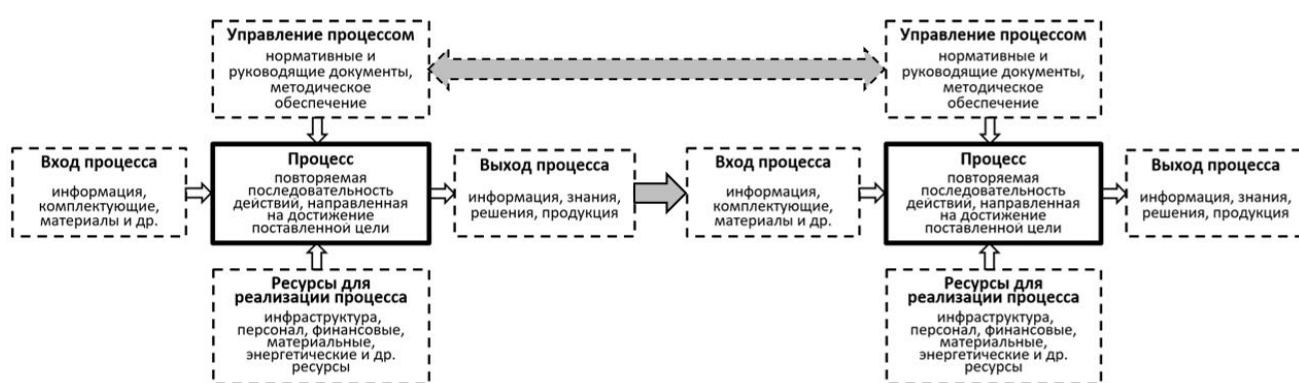 Управление процессом
нормативные и
руководящие документы,
методическое
обеспечение
Управление процессом
нормативные и
руководящие документы,
методическое
обеспечение
Вход процесса
информация,
комплектующие,
материалы и др.
Процесс
повторяемая
последовательность
действий, направленная
на достижение
поставленной цели
Выход процесса
информация, знания,
решения, продукция
Вход процесса
информация,
комплектующие,
материалы и др.
Процесс
повторяемая
последовательность
действий, направленная
на достижение
поставленной цели
Выход процесса
информация, знания,
решения, продукция
Ресурсы для
реализации процесса
инфраструктура,
персонал, финансовые,
материальные,
энергетические и др.
ресурсы
Ресурсы для
реализации процесса
инфраструктура,
персонал, финансовые,
материальные,
энергетические и др.
ресурсы